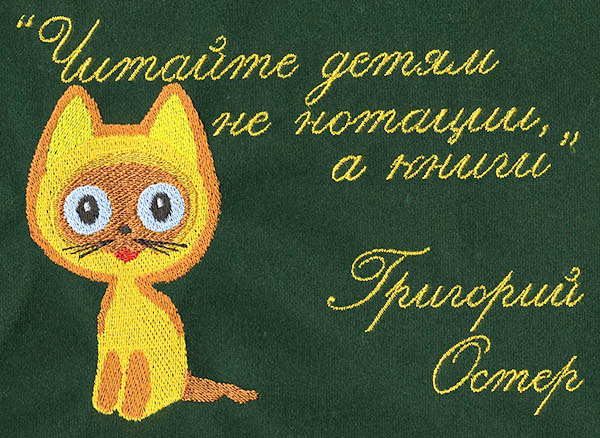 “Читайте детям
не нотации,
а книги”
Григорий
Остер